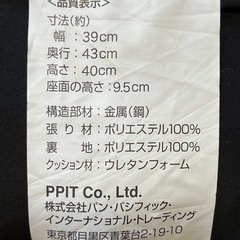 <品質表示>
寸法(約)
幅：39cm
奥行：43cm
高さ：40cm
座面の高さ：9.5cm
構造部材：金属(鋼)
張り材：ポリエステル100%
裏地：ポリエステル100%
クッション材：ウレタンフォーム
PPIT Co., Ltd.
株式会社パン・パシフィック・
インターナショナル・トレーディング
東京都目黒区青葉台2-19-10